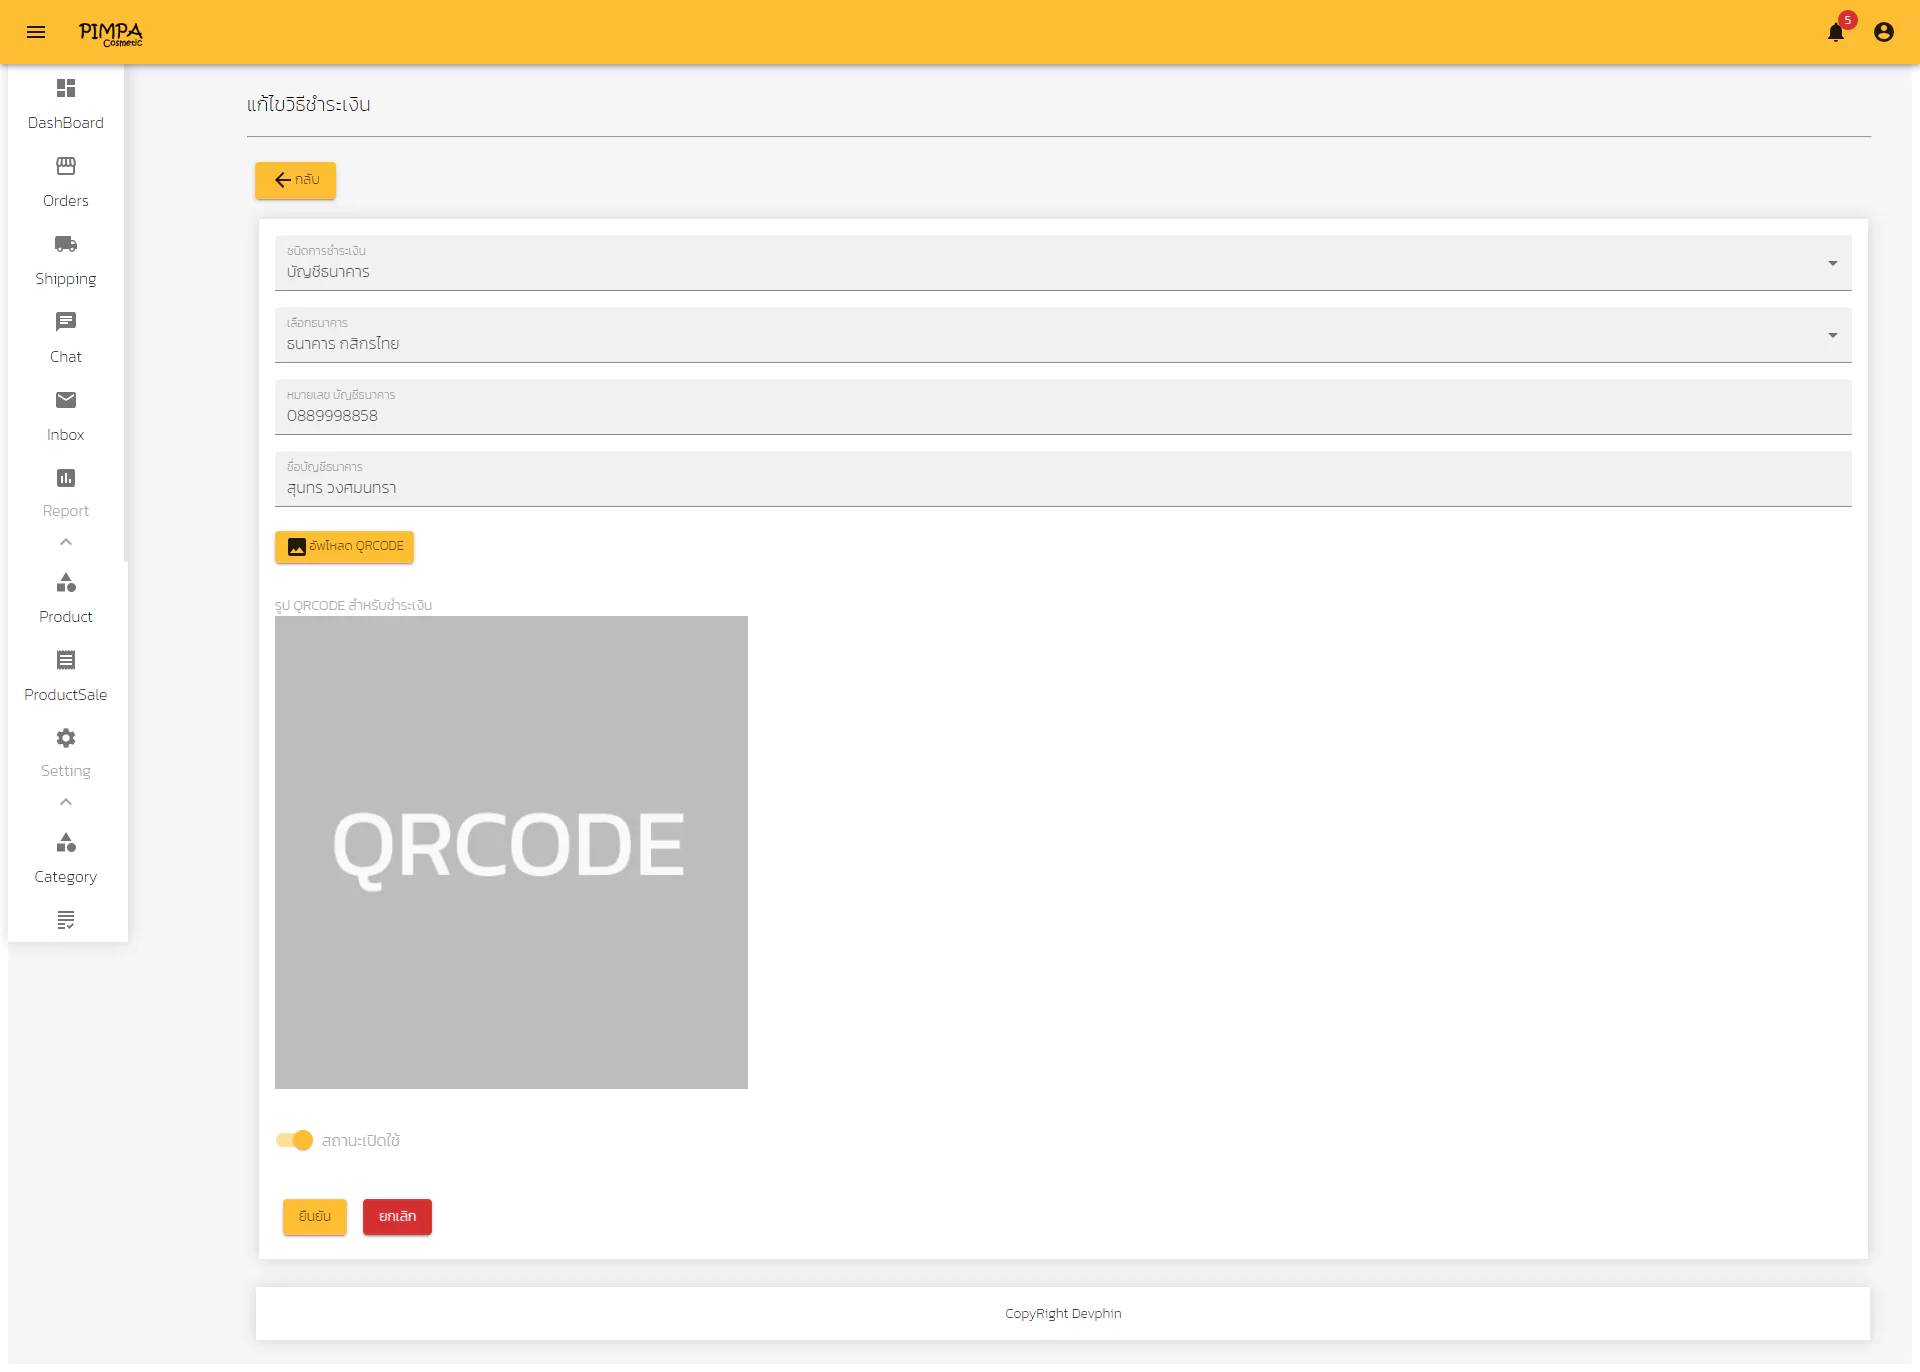 PIMPA
Cosmetic
5
DashBoard
Orders
Shipping
Chat
Inbox
Report
Product
ProductSale
Setting
Category
แก้ไขวิธีชำระเงิน
กลับ
ชนิดการชำระเงิน
บัญชีธนาคาร
เลือกธนาคาร
ธนาคาร กสิกรไทย
หมายเลข บัญชีธนาคาร
0889998858
ชื่อบัญชีธนาคาร
สุนทร วงศมนทรา
อัพโหลด QRCODE
รูป QRCODE สำหรับชำระเงิน
QRCODE
สถานะเปิดใช้
ยืนยัน
ยกเลิก
CopyRight Devphin